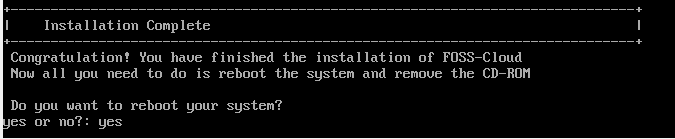 Installation Complete
Congratulation! You have finished the installation of FOSS-Cloud
Now all you need to do is reboot the system and remove the CD-ROM
Do you want to reboot your system?
yes or no?: yes